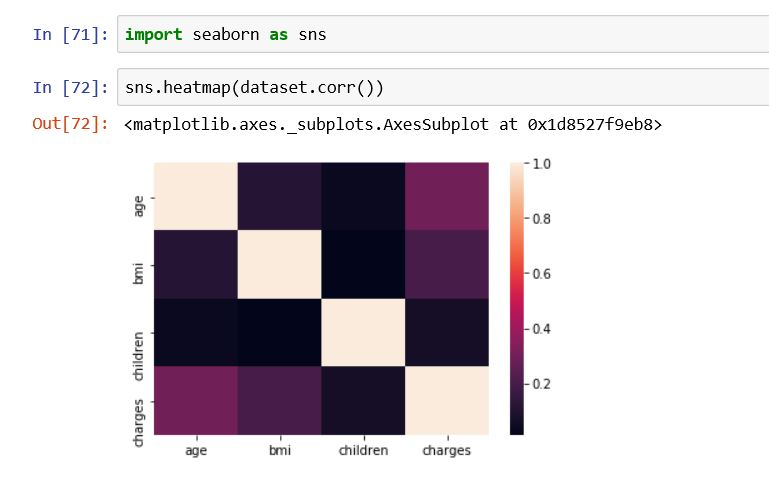 In [71]: import seaborn as sns
In [72]: sns.heatmap(dataset.corr())
Out[72]: <matplotlib.axes._subplots.AxesSubplot at 0x1d8527f9eb8>
1.0
age
0.8
bmi
0.6
0.4
children
0.2
charges
age bmi children charges